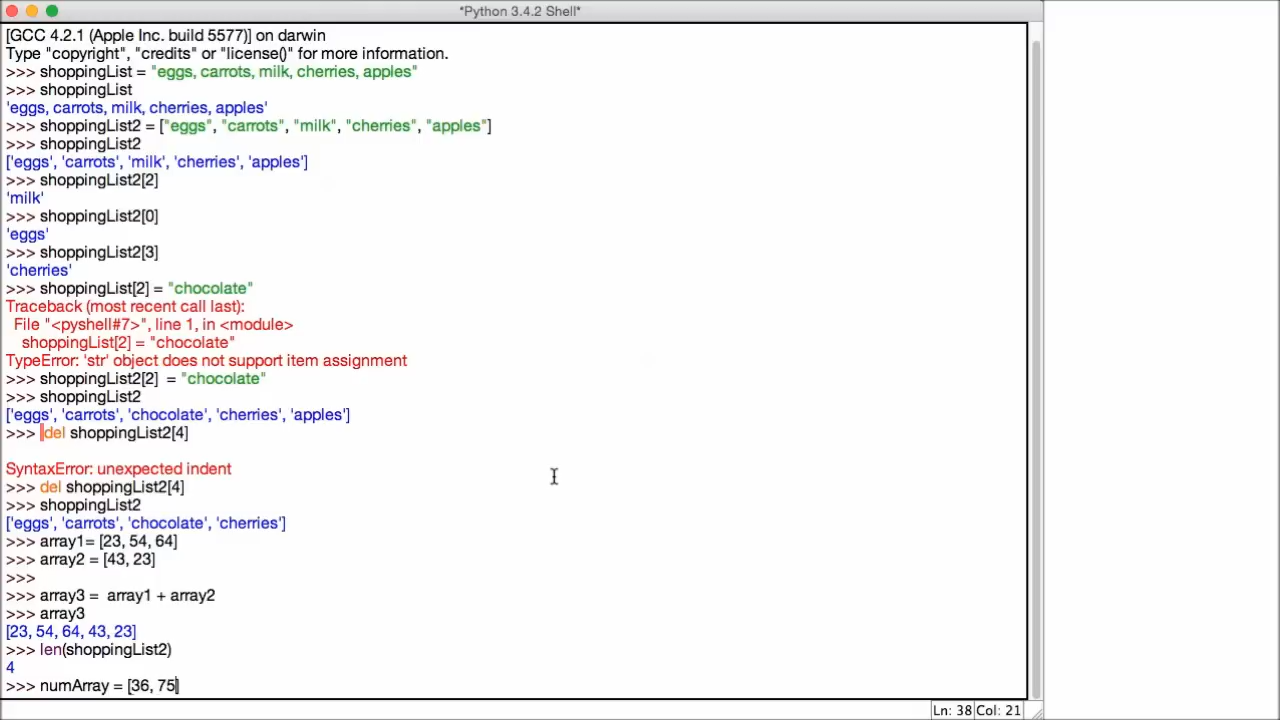 *Python 3.4.2 Shell*
[GCC 4.2.1 (Apple Inc. build 5577)] on darwin
Type "copyright", "credits" or "license()" for more information.
>>> shoppingList = "eggs, carrots, milk, cherries, apples"
>>> shoppingList
'eggs, carrots, milk, cherries, apples'
>>> shoppingList2 = ["eggs", "carrots", "milk", "cherries", "apples"]
>>> shoppingList2
['eggs', 'carrots', 'milk', 'cherries', 'apples']
>>> shoppingList2[2]
'milk'
>>> shoppingList2[0]
'eggs'
>>> shoppingList2[3]
'cherries'
>>> shoppingList[2] = "chocolate"
Traceback (most recent call last):
  File "<pyshell#7>", line 1, in <module>
    shoppingList[2] = "chocolate"
TypeError: 'str' object does not support item assignment
>>> shoppingList2[2]  = "chocolate"
>>> shoppingList2
['eggs', 'carrots', 'chocolate', 'cherries', 'apples']
>>>  del shoppingList2[4]
SyntaxError: unexpected indent
>>> del shoppingList2[4]
>>> shoppingList2
['eggs', 'carrots', 'chocolate', 'cherries']
>>> array1= [23, 54, 64]
>>> array2 = [43, 23]
>>>
>>> array3 =  array1 + array2
>>> array3
[23, 54, 64, 43, 23]
>>> len(shoppingList2)
4
>>> numArray = [36, 75
Ln: 38 Col: 21